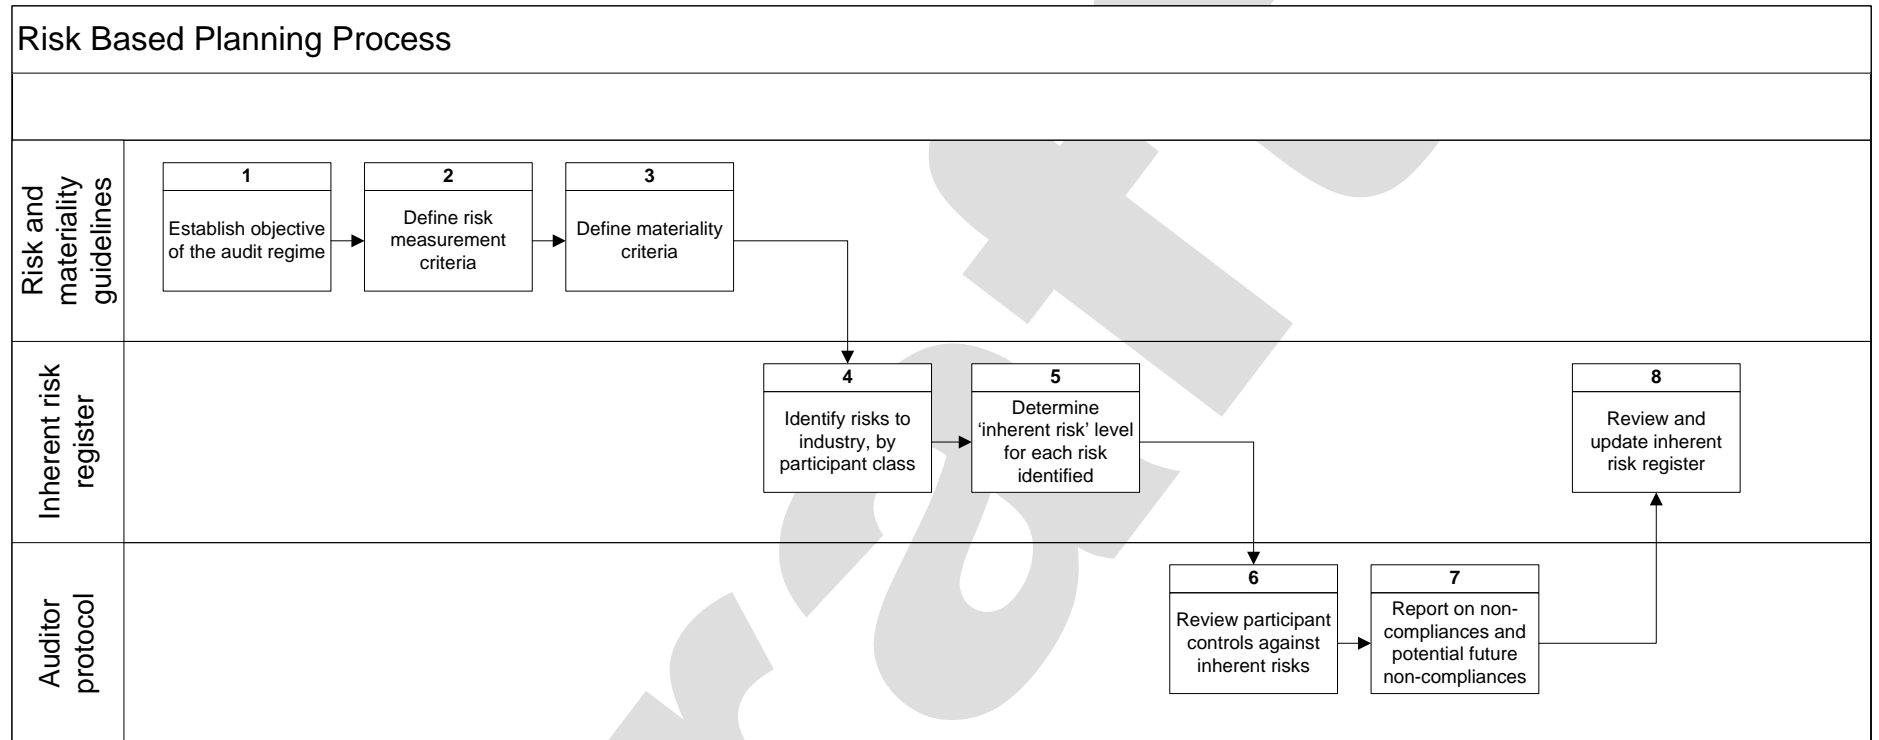 Risk Based Planning Process
Risk and
materiality
guidelines
1
Establish objective
of the audit regime
2
Define risk
measurement
criteria
3
Define materiality
criteria
Inherent risk
register
4
Identify risks to
industry, by
participant class
5
Determine
‘inherent risk’ level
for each risk
identified
8
Review and
update inherent
risk register
Auditor
protocol
6
Review participant
controls against
inherent risks
7
Report on non-
compliances and
potential future
non-compliances